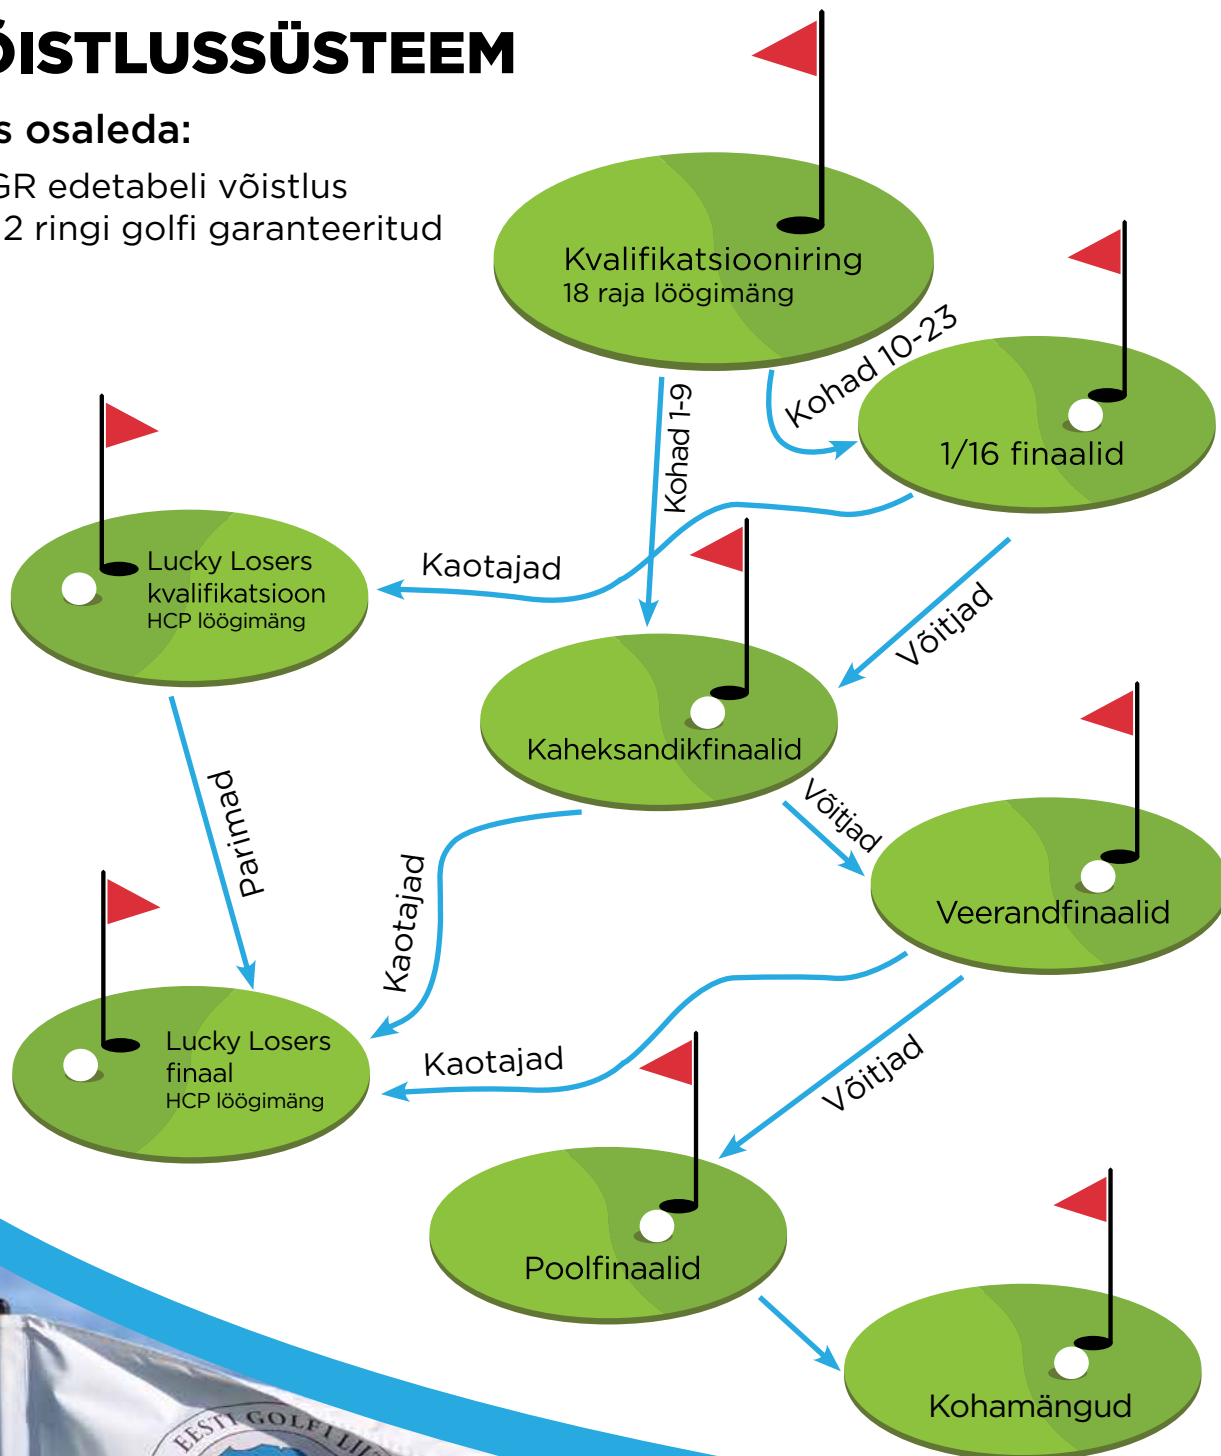 ÕISTLUSSÜSTEEM
s osaleda:
GR edetabeli võistlus
2 ringi golfi garanteeritud
Kvalifikatsiooniring
18 raja löögimäng
Kohad 10-23
Kohad 1-9
1/16 finaalid
Lucky Losers
kvalifikatsioon
HCP löögimäng
Kaotajad
Võitjad
Kaheksandikfinaalid
Parimad
Võitjad
Kaotajad
Veerandfinaalid
Lucky Losers
finaal
HCP löögimäng
Kaotajad
Võitjad
Poolfinaalid
Kohamängud
EESTI GOLFI